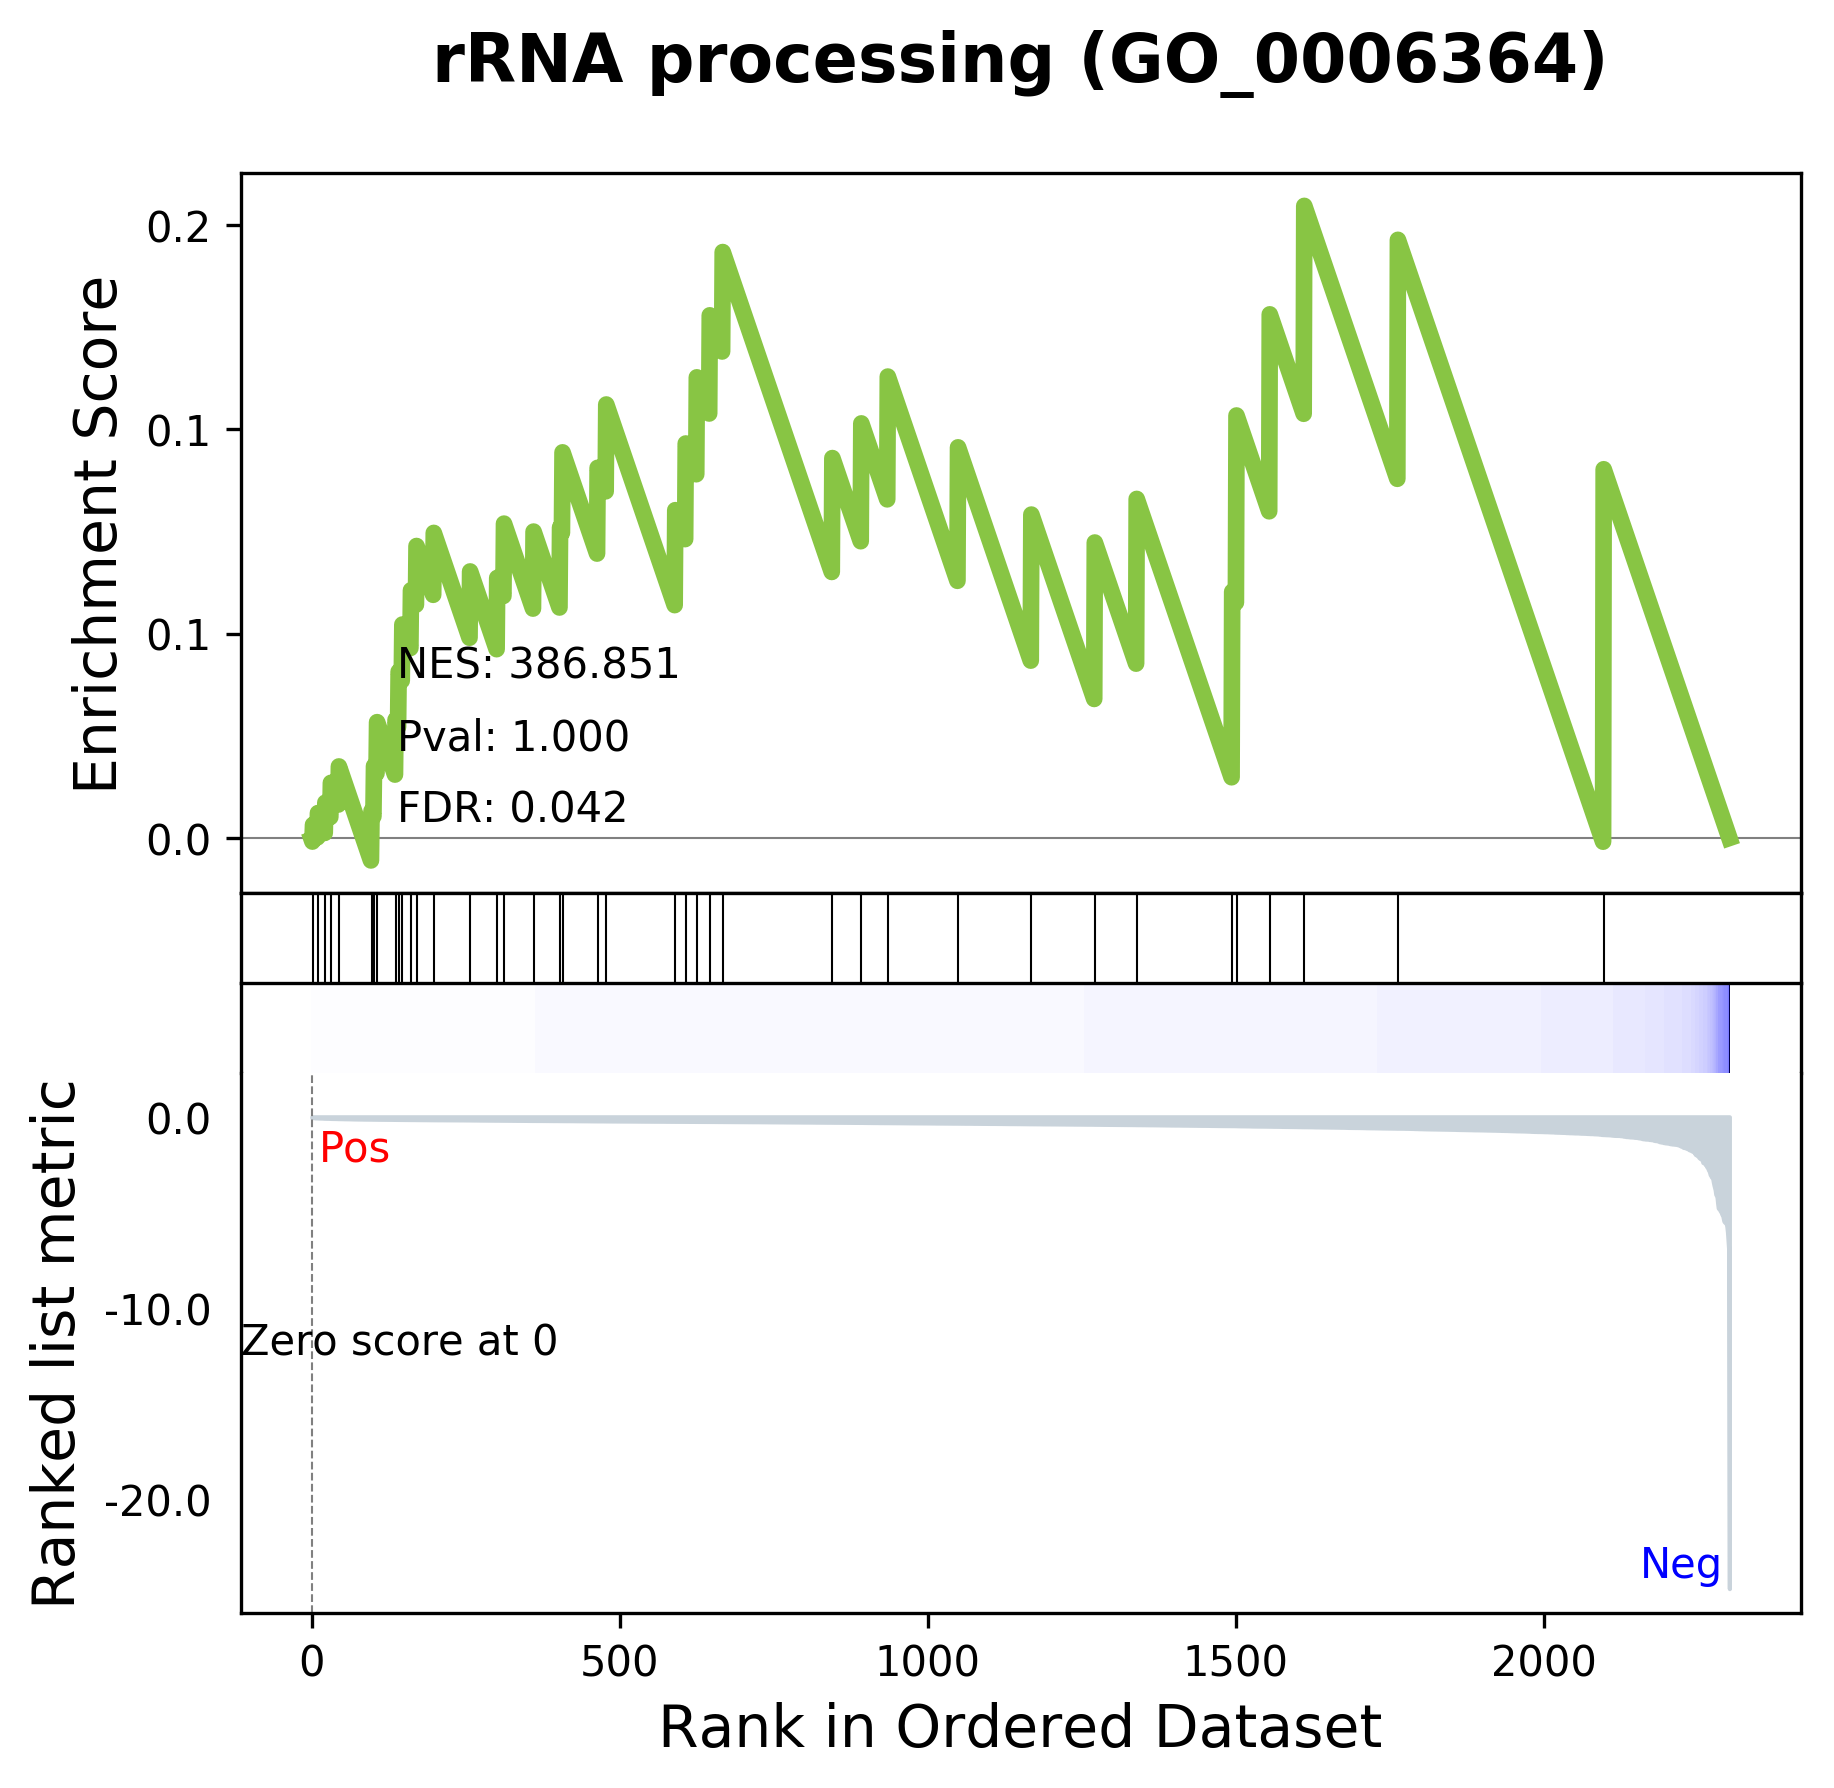 rRNA processing (GO_0006364)
Enrichment Score
0.2
0.1
0.1
0.0
NES: 386.851
Pval: 1.000
FDR: 0.042
Ranked list metric
0.0
-10.0
-20.0
Pos
Zero score at 0
Neg
0 500 1000 1500 2000
Rank in Ordered Dataset